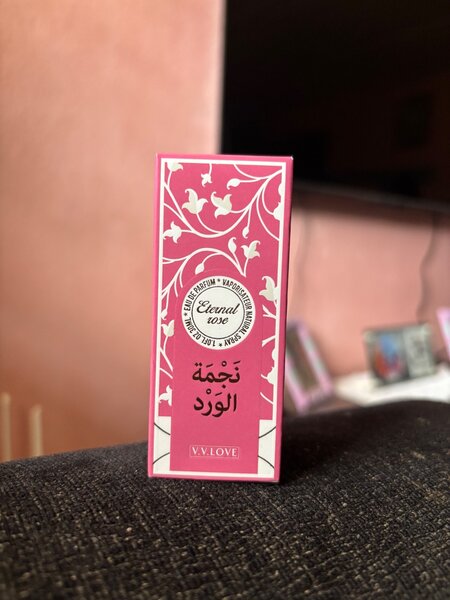 EAU DE PARFUM * VAPORISATEUR NATURAL SPRAY * 1.0FL.OZ 30ML *
Eternal
rose
نَجْمَة
الوَرْد
V.V.LOVE